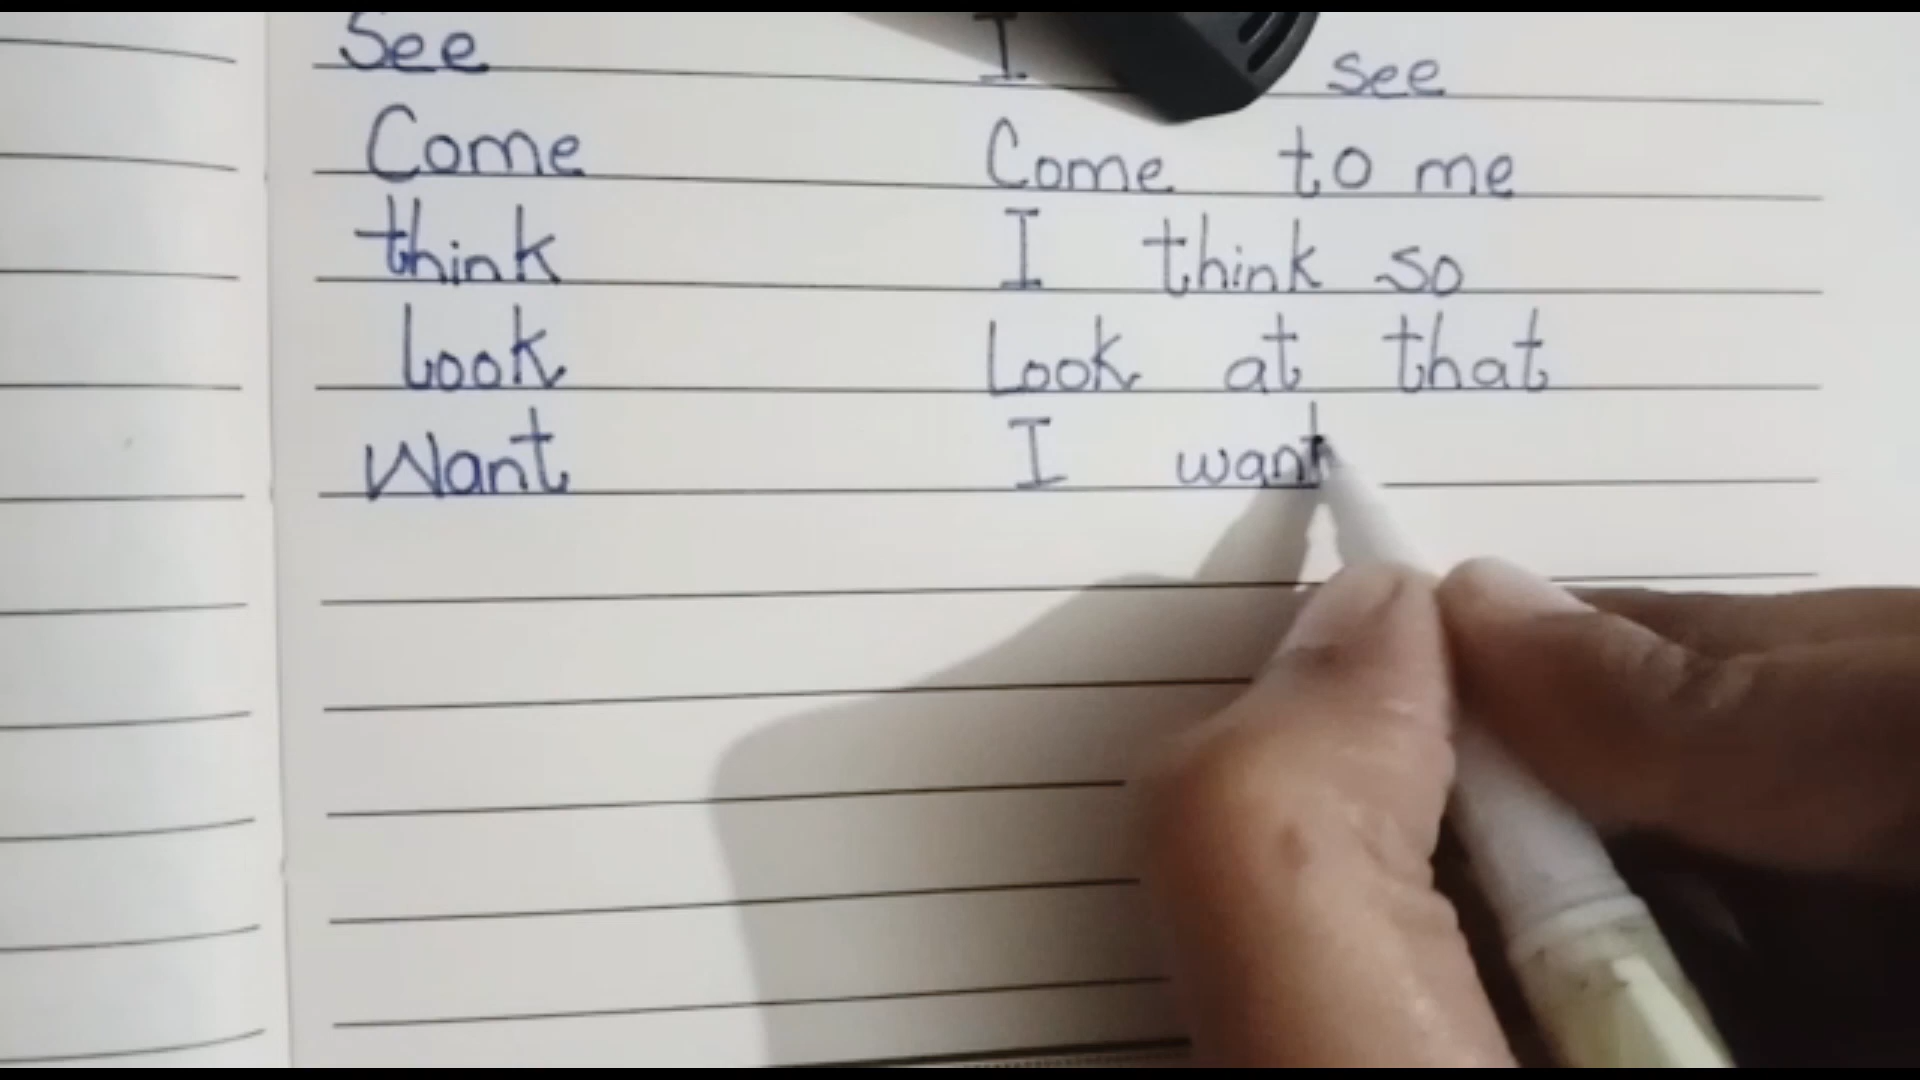 See I see
Come Come to me
think I think so
Look Look at that
Want I want